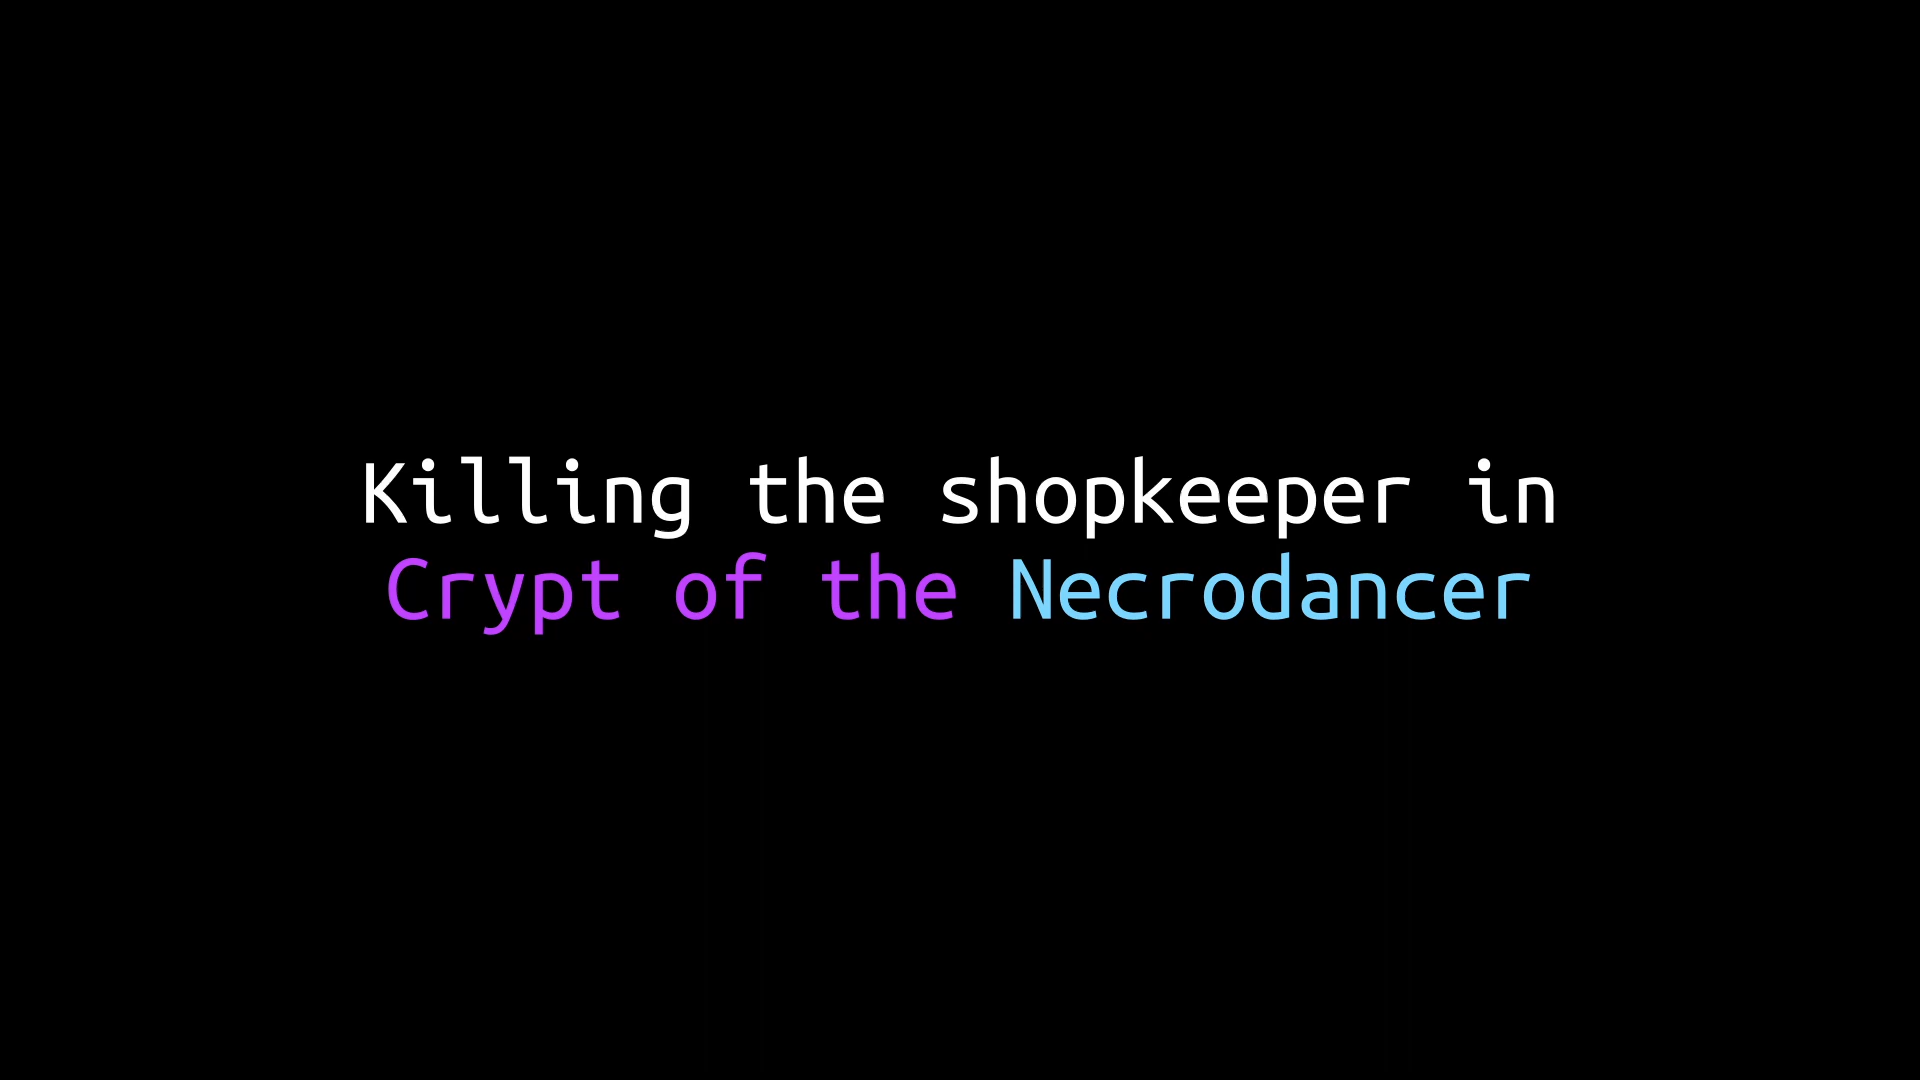 Killing the shopkeeper in
Crypt of the Necrodancer